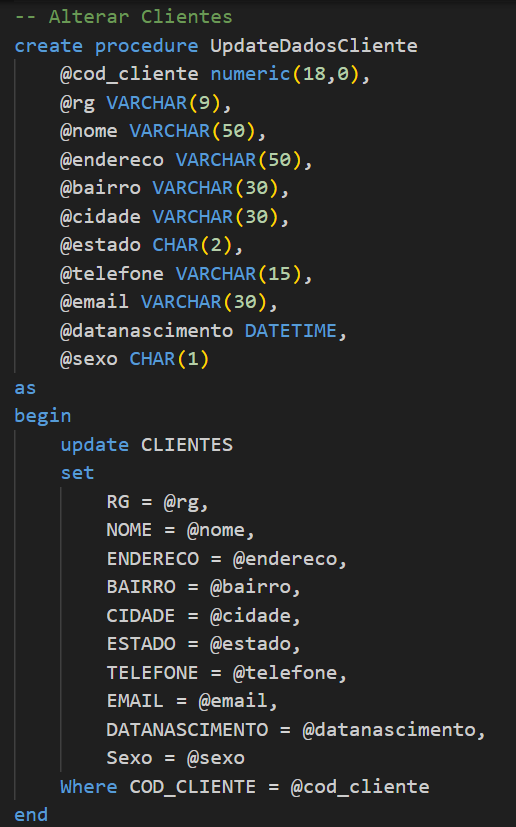 -- Alterar Clientes
create procedure UpdateDadosCliente
    @cod_cliente numeric(18,0),
    @rg VARCHAR(9),
    @nome VARCHAR(50),
    @endereco VARCHAR(50),
    @bairro VARCHAR(30),
    @cidade VARCHAR(30),
    @estado CHAR(2),
    @telefone VARCHAR(15),
    @email VARCHAR(30),
    @datanascimento DATETIME,
    @sexo CHAR(1)
as
begin
    update CLIENTES
    set
        RG = @rg,
        NOME = @nome,
        ENDERECO = @endereco,
        BAIRRO = @bairro,
        CIDADE = @cidade,
        ESTADO = @estado,
        TELEFONE = @telefone,
        EMAIL = @email,
        DATANASCIMENTO = @datanascimento,
        Sexo = @sexo
    Where COD_CLIENTE = @cod_cliente
end